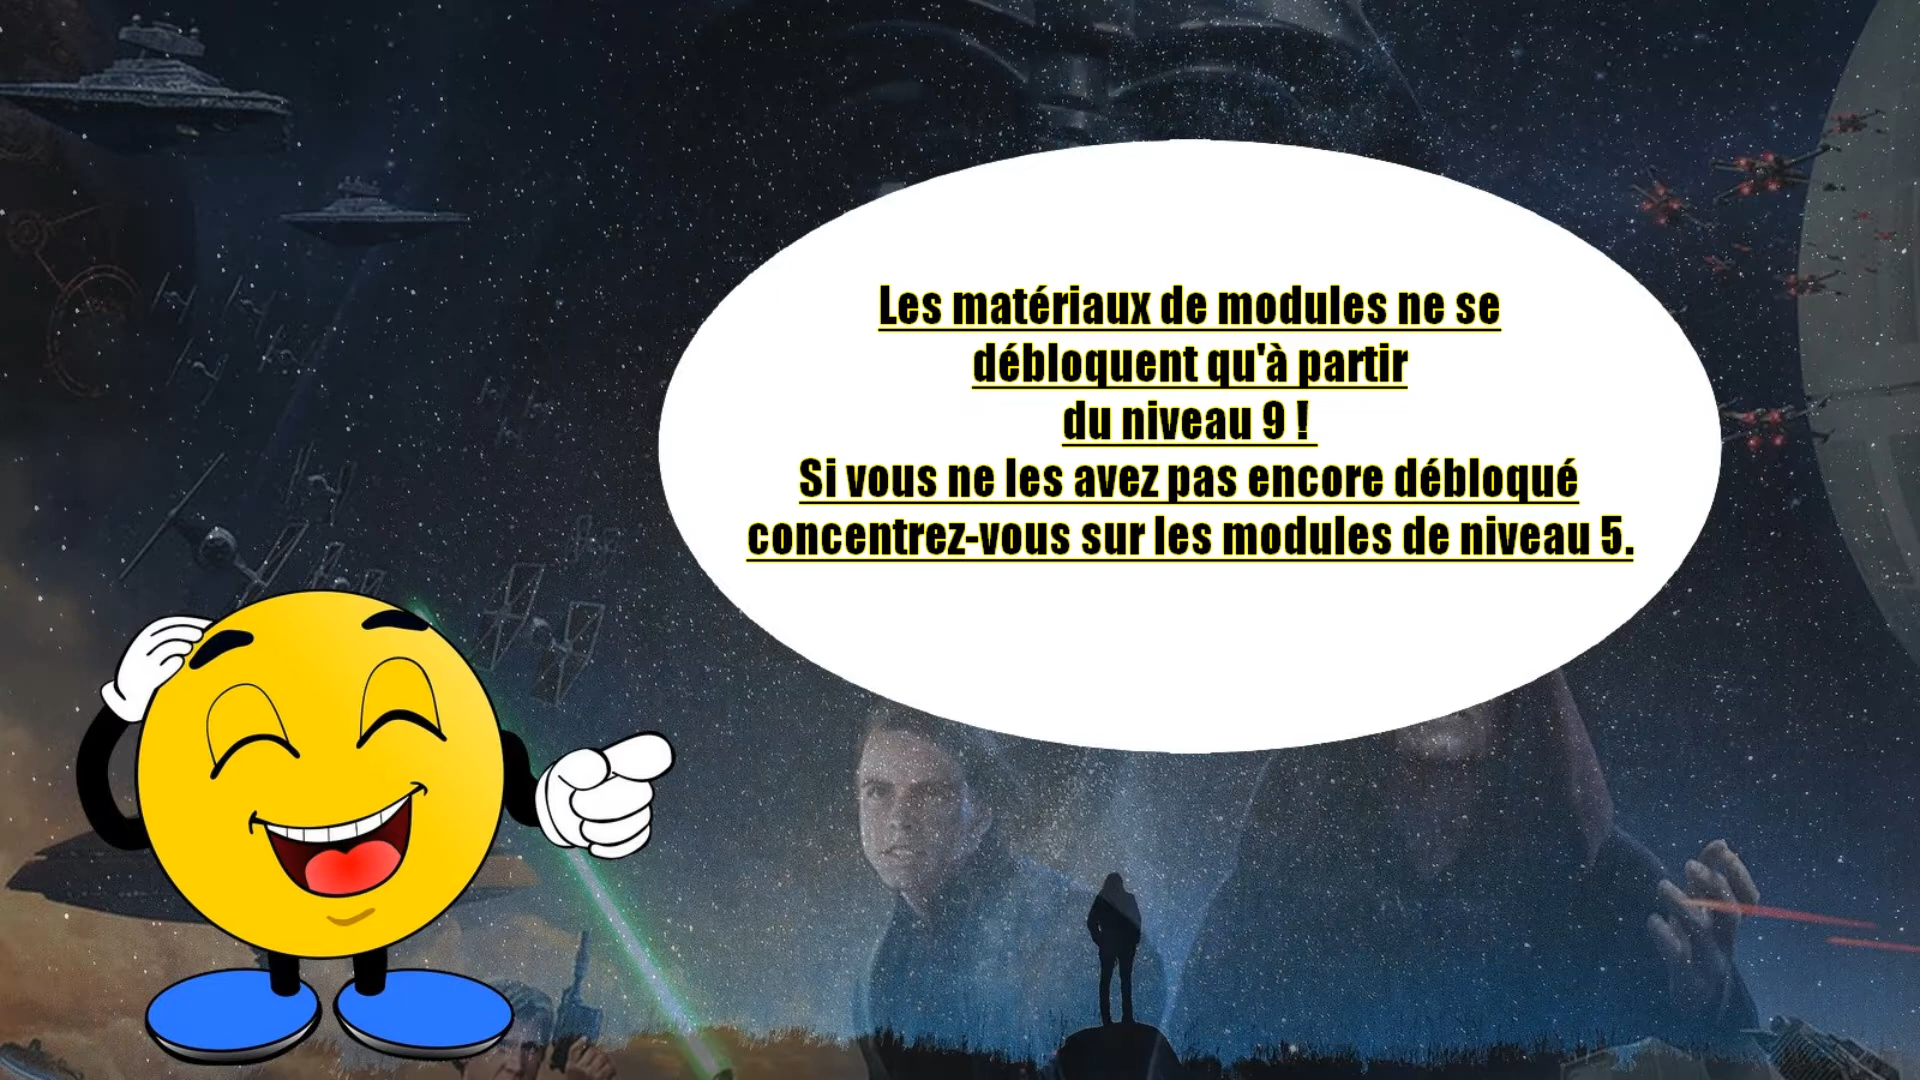 Les matériaux de modules ne se
débloquent qu'à partir
du niveau 9 !
Si vous ne les avez pas encore débloqué
concentrez-vous sur les modules de niveau 5.